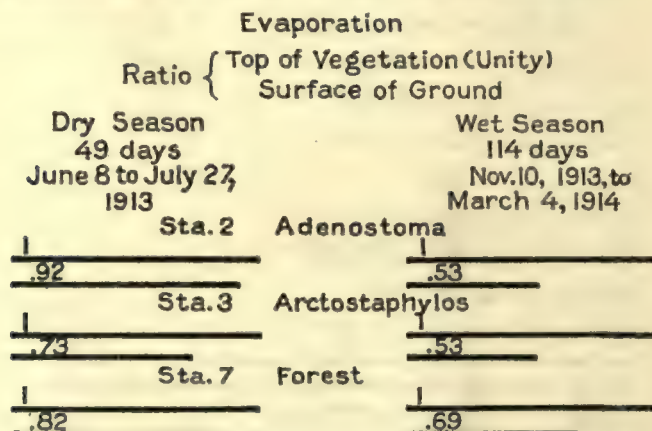 Evaporation
Ratio { Top of Vegetation (Unity)
Surface of Ground
Dry Season
49 days
June 8 to July 27,
1913
Wet Season
114 days
Nov. 10, 1913, to
March 4, 1914
Sta. 2 Adenostoma
1 1
.92 .53
Sta. 3 Arctostaphylos
1 1
.73 .53
Sta. 7 Forest
1 1
.82 .69